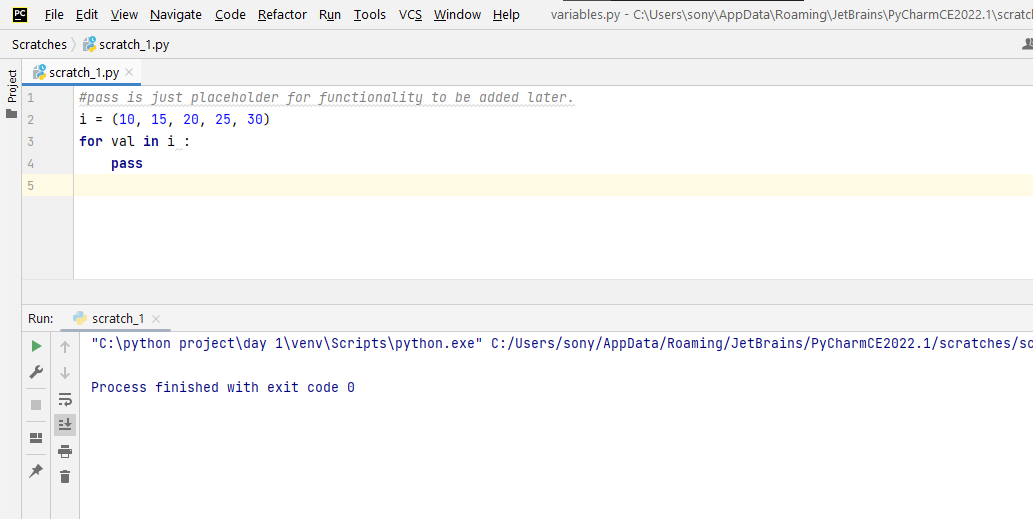 PC File Edit View Navigate Code Refactor Run Tools VCS Window Help variables.py - C:\Users\sony\AppData\Roaming\JetBrains\PyCharmCE2022.1\scratch
Scratches scratch_1.py
Project
scratch_1.py
1 #pass is just placeholder for functionality to be added later.
2 i = (10, 15, 20, 25, 30)
3 for val in i :
4 pass
5
Run: scratch_1
"C:\python project\day 1\venv\Scripts\python.exe" C:/Users/sony/AppData/Roaming/JetBrains/PyCharmCE2022.1/scratches/sc
Process finished with exit code 0